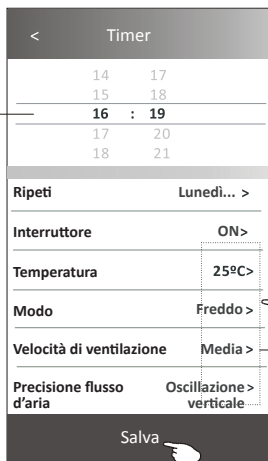 < Timer
14 17
15 18
16 : 19
17 20
18 21
Ripeti Lunedì... >
Interruttore ON>
Temperatura 25ºC>
Modo Freddo >
Velocità di ventilazione Media >
Precisione flusso Oscillazione >
d'aria verticale
Salva